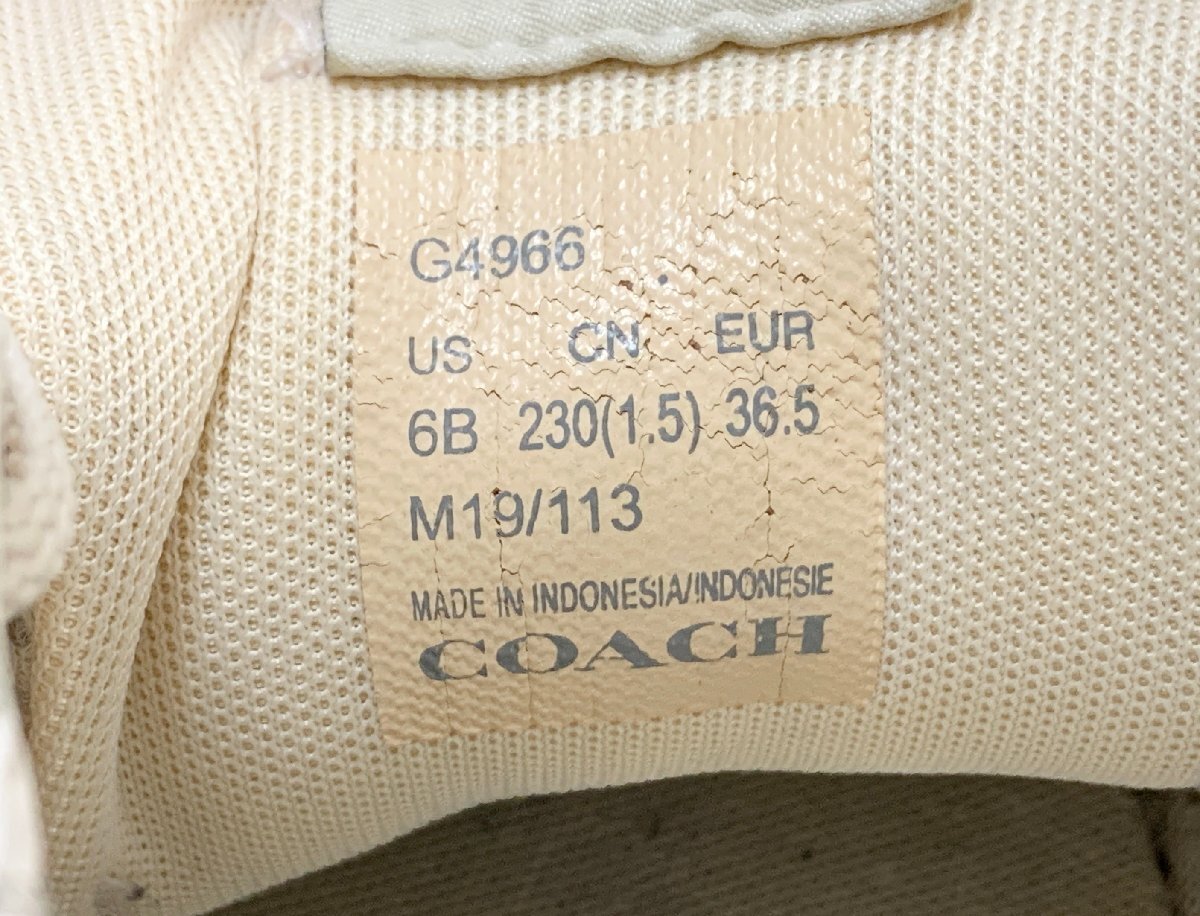 G4966
US CN EUR
6B 230(1.5) 36.5
M19/113
MADE IN INDONESIA/INDONESIE
COACH